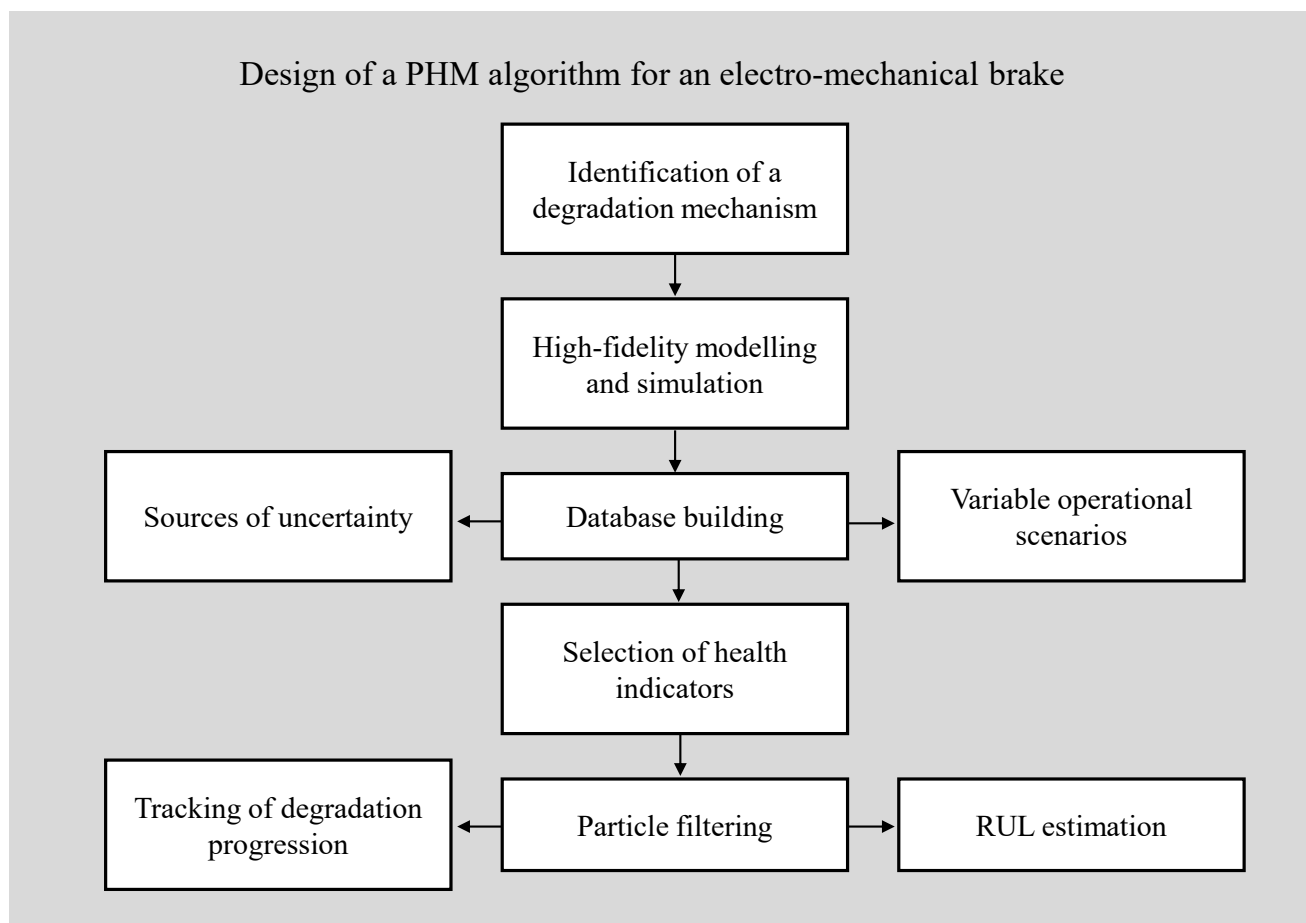 Design of a PHM algorithm for an electro-mechanical brake
Identification of a
degradation mechanism
High-fidelity modelling
and simulation
Sources of uncertainty
Database building
Variable operational
scenarios
Selection of health
indicators
Tracking of degradation
progression
Particle filtering
RUL estimation